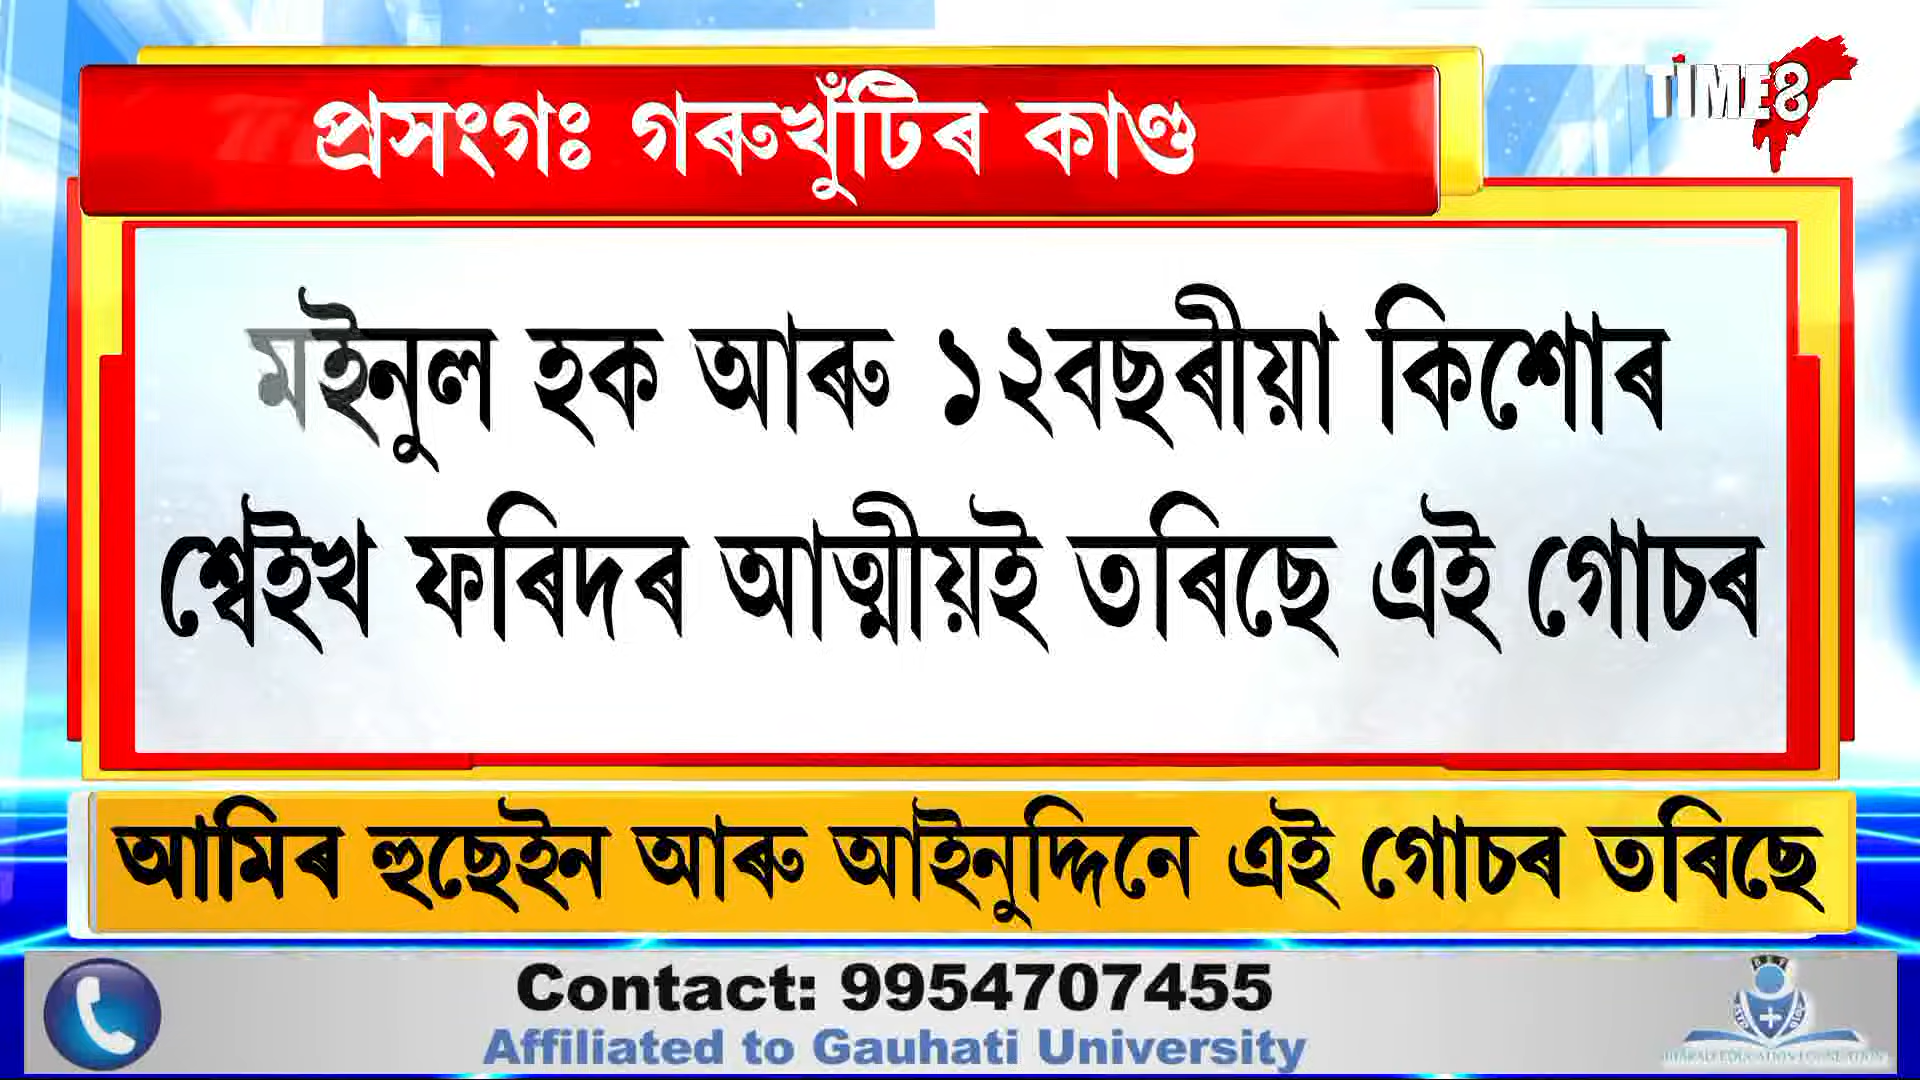 TIME8
প্ৰসংগঃ গৰুখুঁটিৰ কাণ্ড
মইনুল হক আৰু ১২বছৰীয়া কিশোৰ
শ্বেইখ ফৰিদৰ আত্মীয়ই তৰিছে এই গোচৰ
আমিৰ হুছেইন আৰু আইনুদ্দিনে এই গোচৰ তৰিছে
Contact: 9954707455
Affiliated to Gauhati University